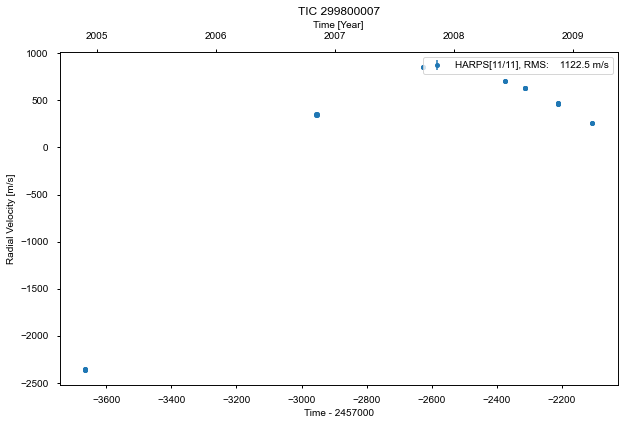 TIC 299800007
Time [Year]
2005 2006 2007 2008 2009
HARPS[11/11], RMS: 1122.5 m/s
1000
500
0
−500
−1000
−1500
−2000
−2500
Radial Velocity [m/s]
−3600 −3400 −3200 −3000 −2800 −2600 −2400 −2200
Time - 2457000